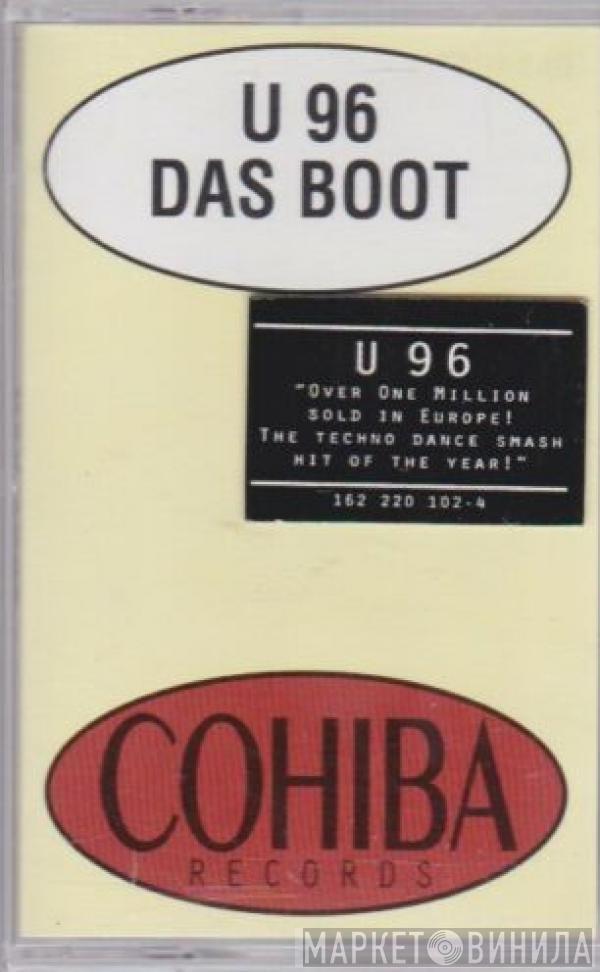 U 96
DAS BOOT
U 96
"OVER ONE MILLION
SOLD IN EUROPE!
THE TECHNO DANCE SMASH
HIT OF THE YEAR!"
162 220 102-4
COHIBA
RECORDS
МАРКЕТ ВИНИЛА